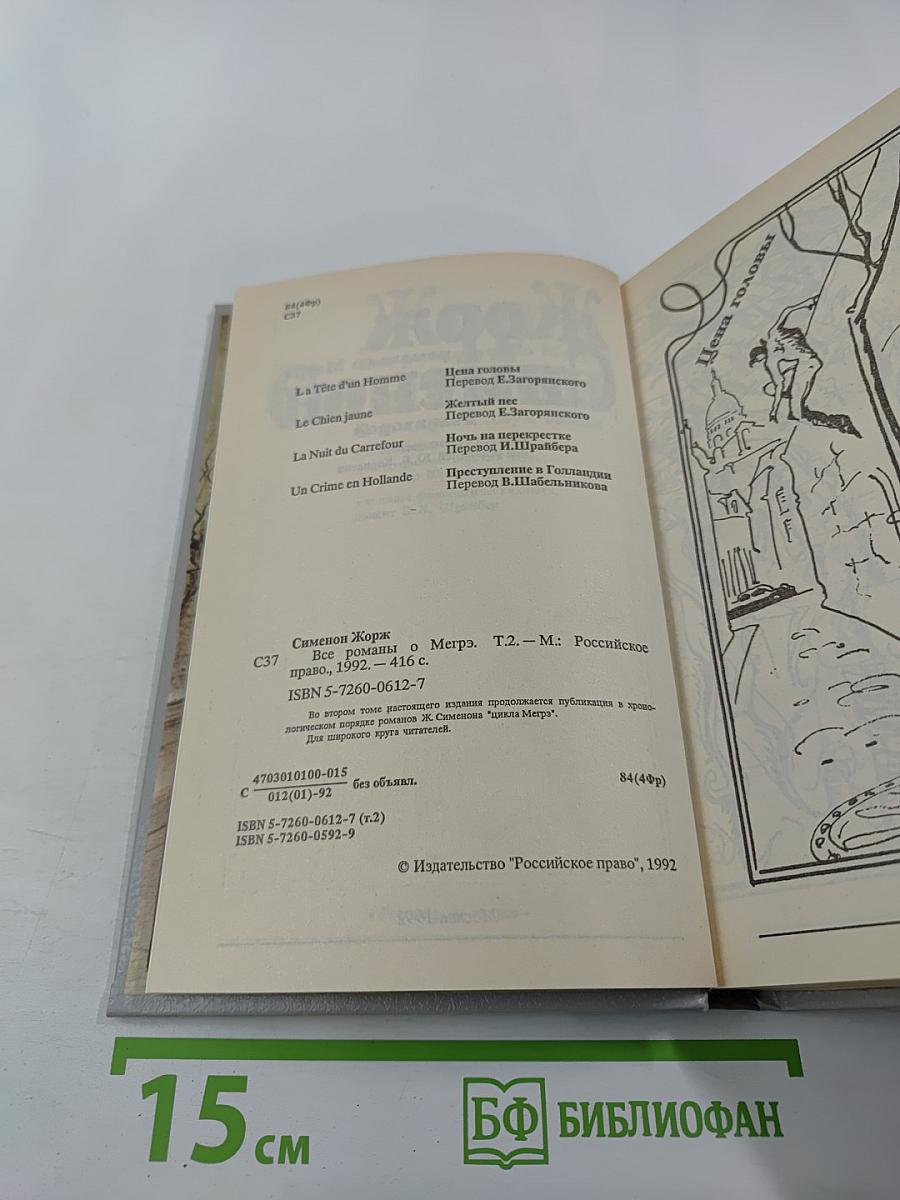 84(4Фр)
С37
La Tête d'un Homme
Цена головы
Перевод Е.Загорянского
Le Chien jaune
Желтый пес
Перевод Е.Загорянского
La Nuit du Carrefour
Ночь на перекрестке
Перевод И.Шрайбера
Un Crime en Hollande
Преступление в Голландии
Перевод В.Шабельникова
Сименон Жорж
С37 Все романы о Мегрэ. Т.2. — М.: Российское
право., 1992. — 416 с.
ISBN 5-7260-0612-7
Во втором томе настоящего издания продолжается публикация в хроно-
логическом порядке романов Ж. Сименона "цикла Мегрэ".
Для широкого круга читателей.
С 4703010100-015 без объявл.
012(01)-92
84(4Фр)
ISBN 5-7260-0612-7 (т.2)
ISBN 5-7260-0592-9
© Издательство "Российское право", 1992
Цена головы
15 см
БФ БИБЛИОФАН